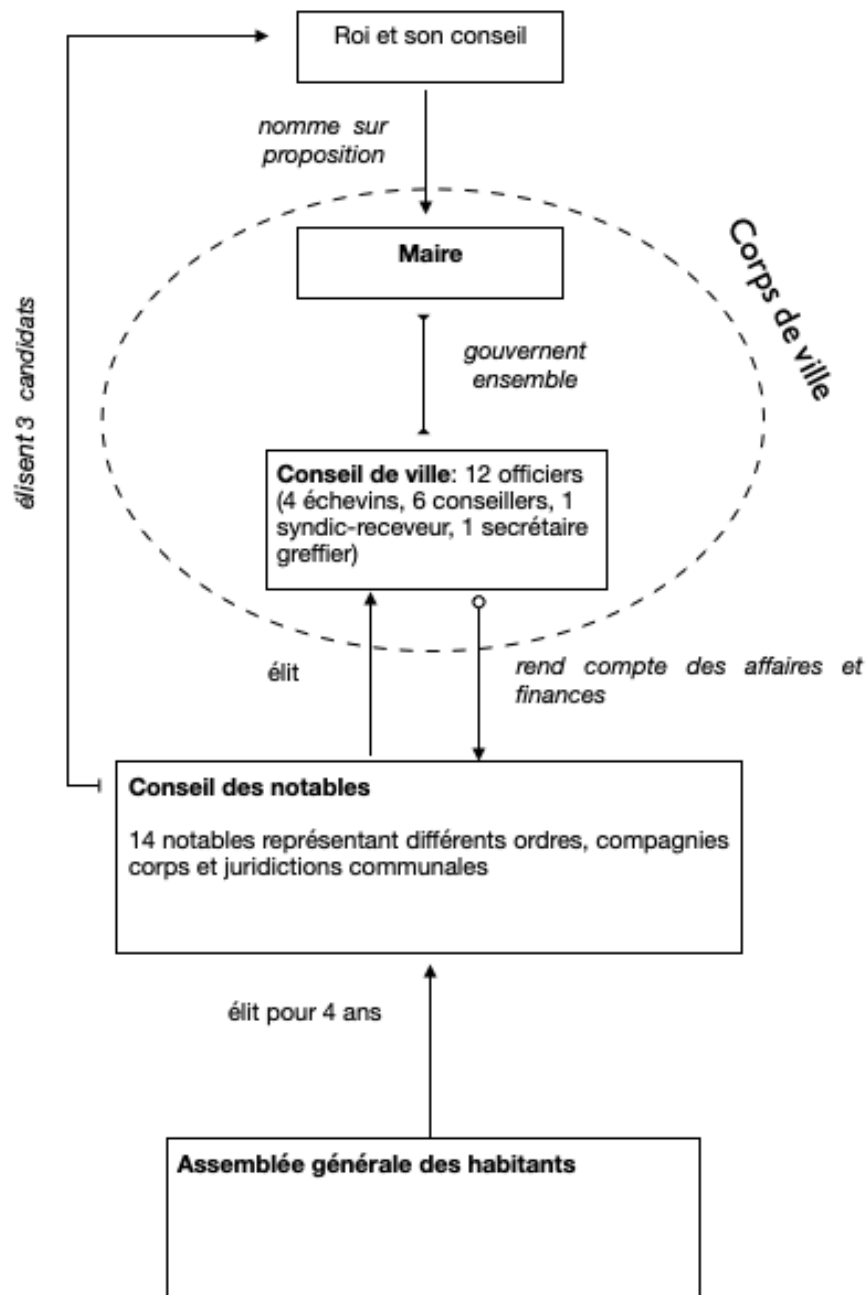 Roi et son conseil
nomme sur
proposition
Corps de ville
Maire
élisent 3 candidats
gouvernent
ensemble
Conseil de ville: 12 officiers
(4 échevins, 6 conseillers, 1
syndic-receveur, 1 secrétaire
greffier)
élit
rend compte des affaires et
finances
Conseil des notables
14 notables représentant différents ordres, compagnies
corps et juridictions communales
élit pour 4 ans
Assemblée générale des habitants